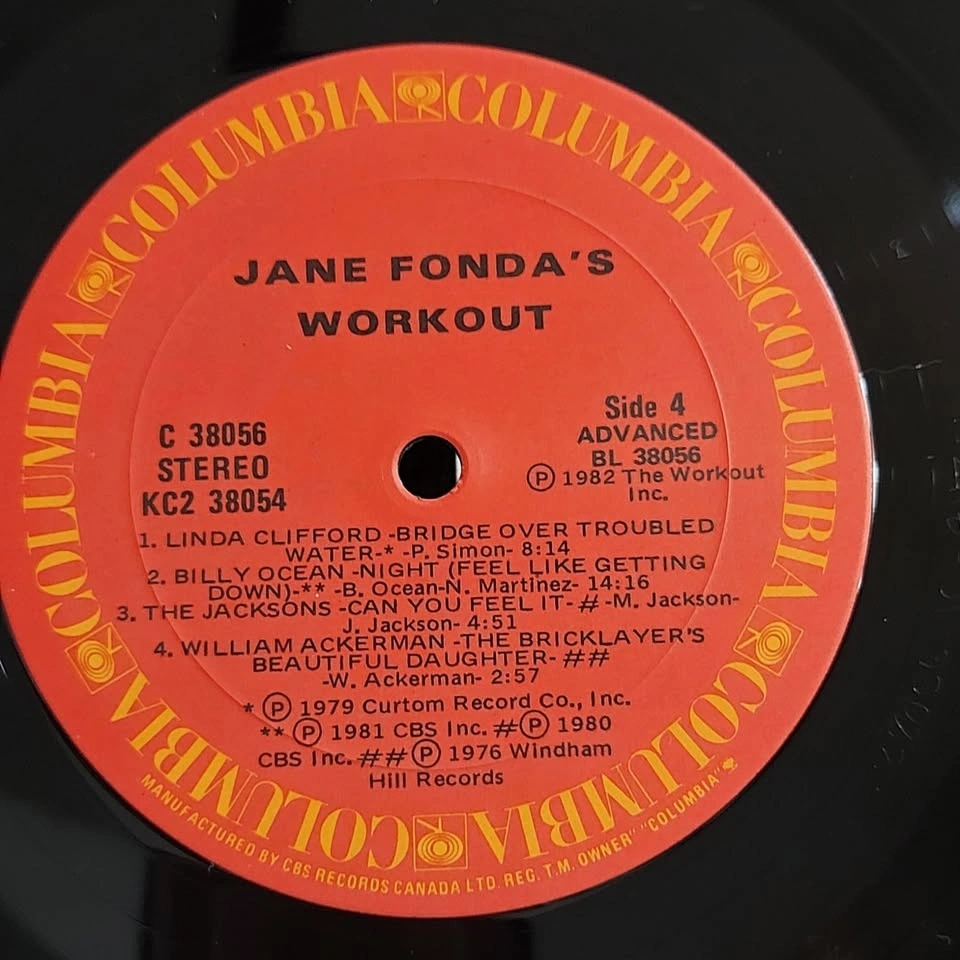 COLUMBIA COLUMBIA COLUMBIA COLUMBIA COLUMBIA COLUMBIA COLUMBIA COLUMBIA
JANE FONDA'S
WORKOUT
C 38056
STEREO
KC2 38054
Side 4
ADVANCED
BL 38056
Ⓟ 1982 The Workout
Inc.
1. LINDA CLIFFORD -BRIDGE OVER TROUBLED
WATER-* -P. Simon- 8:14
2. BILLY OCEAN -NIGHT (FEEL LIKE GETTING
DOWN)-** -B. Ocean-N. Martinez- 14:16
3. THE JACKSONS -CAN YOU FEEL IT- # -M. Jackson-
J. Jackson- 4:51
4. WILLIAM ACKERMAN -THE BRICKLAYER'S
BEAUTIFUL DAUGHTER- ##
-W. Ackerman- 2:57
* Ⓟ 1979 Curtom Record Co., Inc.
** Ⓟ 1981 CBS Inc. # Ⓟ 1980
CBS Inc. ## Ⓟ 1976 Windham
Hill Records
MANUFACTURED BY CBS RECORDS CANADA LTD. REG. T.M. OWNER "COLUMBIA"